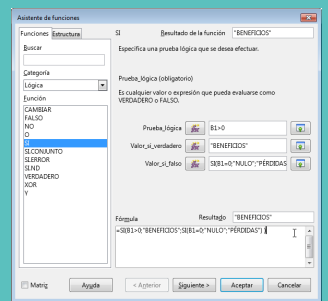 Asistente de funciones
Funciones Estructura
SI Resultado de la función "BENEFICIOS"
Buscar
Especifica una prueba lógica que se desea efectuar.
Categoría
Lógica
Prueba_lógica (obligatorio)
Es cualquier valor o expresión que pueda evaluarse como
VERDADERO o FALSO.
Función
CAMBIAR
FALSO
NO
O
SI
SI.CONJUNTO
SI.ERROR
SI.ND
VERDADERO
XOR
Y
Prueba_lógica fx B1>0
Valor_si_verdadero fx "BENEFICIOS"
Valor_si_falso fx SI(B1=0;"NULO";"PÉRDIDAS
Fórmula Resultado "BENEFICIOS"
=SI(B1>0;"BENEFICIOS";SI(B1=0;"NULO";"PÉRDIDAS") )
Matriz Ayuda < Anterior Siguiente > Aceptar Cancelar